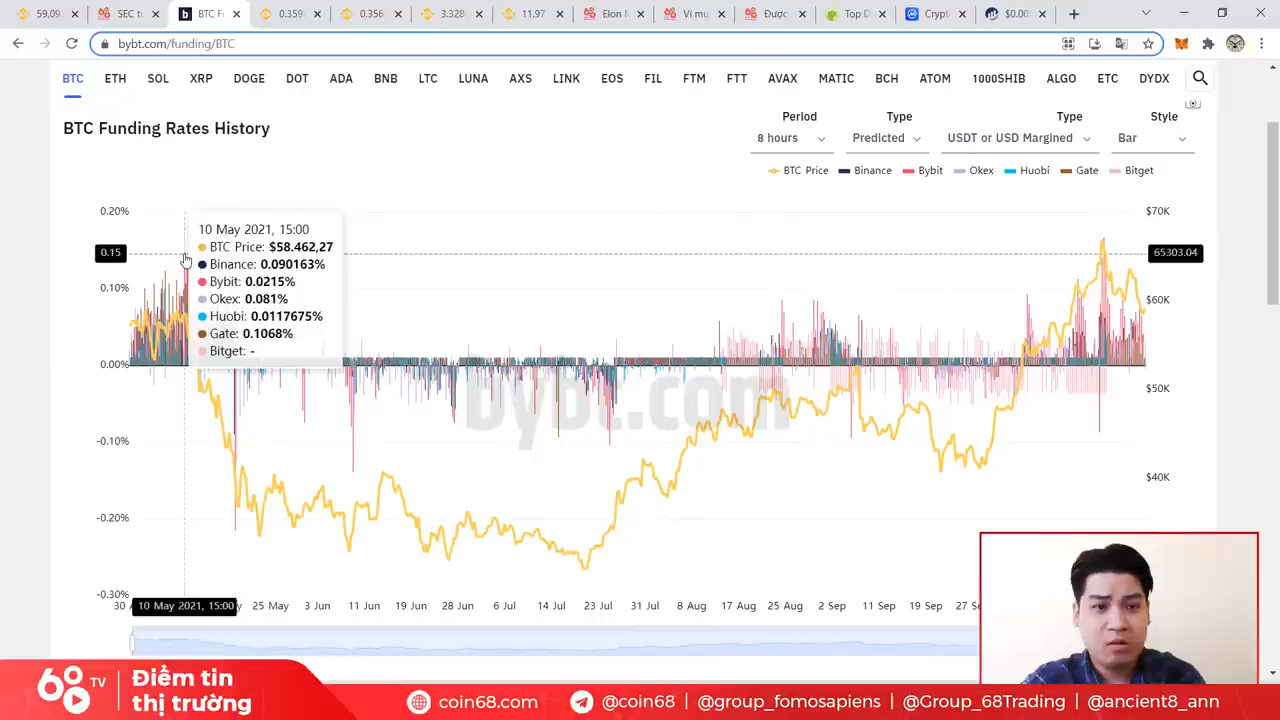 59,09
SEC tu
BTC F
0.359
0.356
3.328
11.97
Elon M
Ví mu
Được
Top D
Crypt
$0.00
bybt.com/funding/BTC
BTC ETH SOL XRP DOGE DOT ADA BNB LTC LUNA AXS LINK EOS FIL FTM FTT AVAX MATIC BCH ATOM 1000SHIB ALGO ETC DYDX
BTC Funding Rates History
Period Type Type Style
8 hours Predicted USDT or USD Margined Bar
BTC Price Binance Bybit Okex Huobi Gate Bitget
0.20% $70K
10 May 2021, 15:00
BTC Price: $58.462,27
0.15 65303.04
Binance: 0.090163%
Bybit: 0.0215%
0.10% Okex: 0.081% $60K
Huobi: 0.0117675%
Gate: 0.1068%
Bitget: -
0.00%
$50K
bybt.com
-0.10%
$40K
-0.20%
-0.30%
30 10 May 2021, 15:00 25 May 3 Jun 11 Jun 19 Jun 28 Jun 6 Jul 14 Jul 23 Jul 31 Jul 8 Aug 17 Aug 25 Aug 2 Sep 11 Sep 19 Sep 27 Se
68 TV
Điểm tin
thị trường
coin68.com @coin68 | @group_fomosapiens | @Group_68Trading | @ancient8_ann